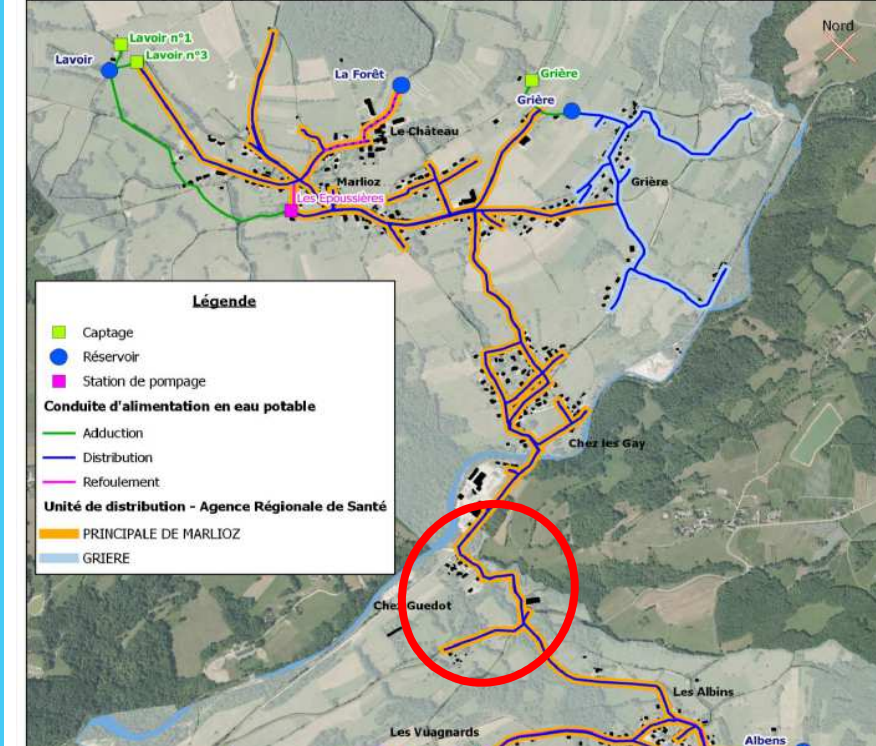 Nord
Lavoir n°1
Lavoir n°3
Lavoir
La Forêt
Grière
Grière
Le Château
Marlioz
Grière
Les Epoussières
Légende
Captage
Réservoir
Station de pompage
Conduite d'alimentation en eau potable
Adduction
Distribution
Refoulement
Unité de distribution - Agence Régionale de Santé
PRINCIPALE DE MARLIOZ
GRIERE
Chez les Gay
Chez Guedot
Les Albins
Les Vuagnards
Albens